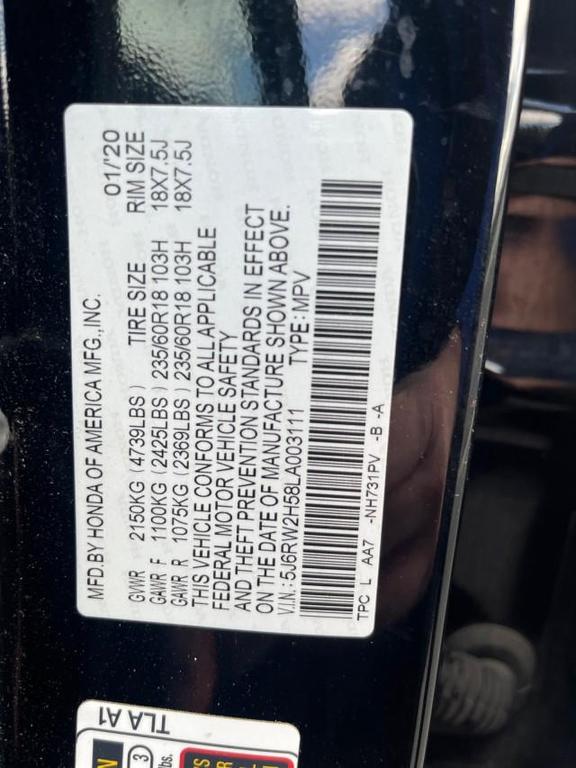 MFD.BY HONDA OF AMERICA MFG.,INC. 01/'20
GVWR 2150KG (4739LBS) TIRE SIZE RIM SIZE
GAWR F 1100KG (2425LBS) 235/60R18 103H 18X7.5J
GAWR R 1075KG (2369LBS) 235/60R18 103H 18X7.5J
THIS VEHICLE CONFORMS TO ALL APPLICABLE
FEDERAL MOTOR VEHICLE SAFETY
AND THEFT PREVENTION STANDARDS IN EFFECT
ON THE DATE OF MANUFACTURE SHOWN ABOVE.
V.I.N.: 5J6RW2H58LA003111 TYPE: MPV
TPC L AA7 -NH731PV -B -A
TLA A1
3
lbs.